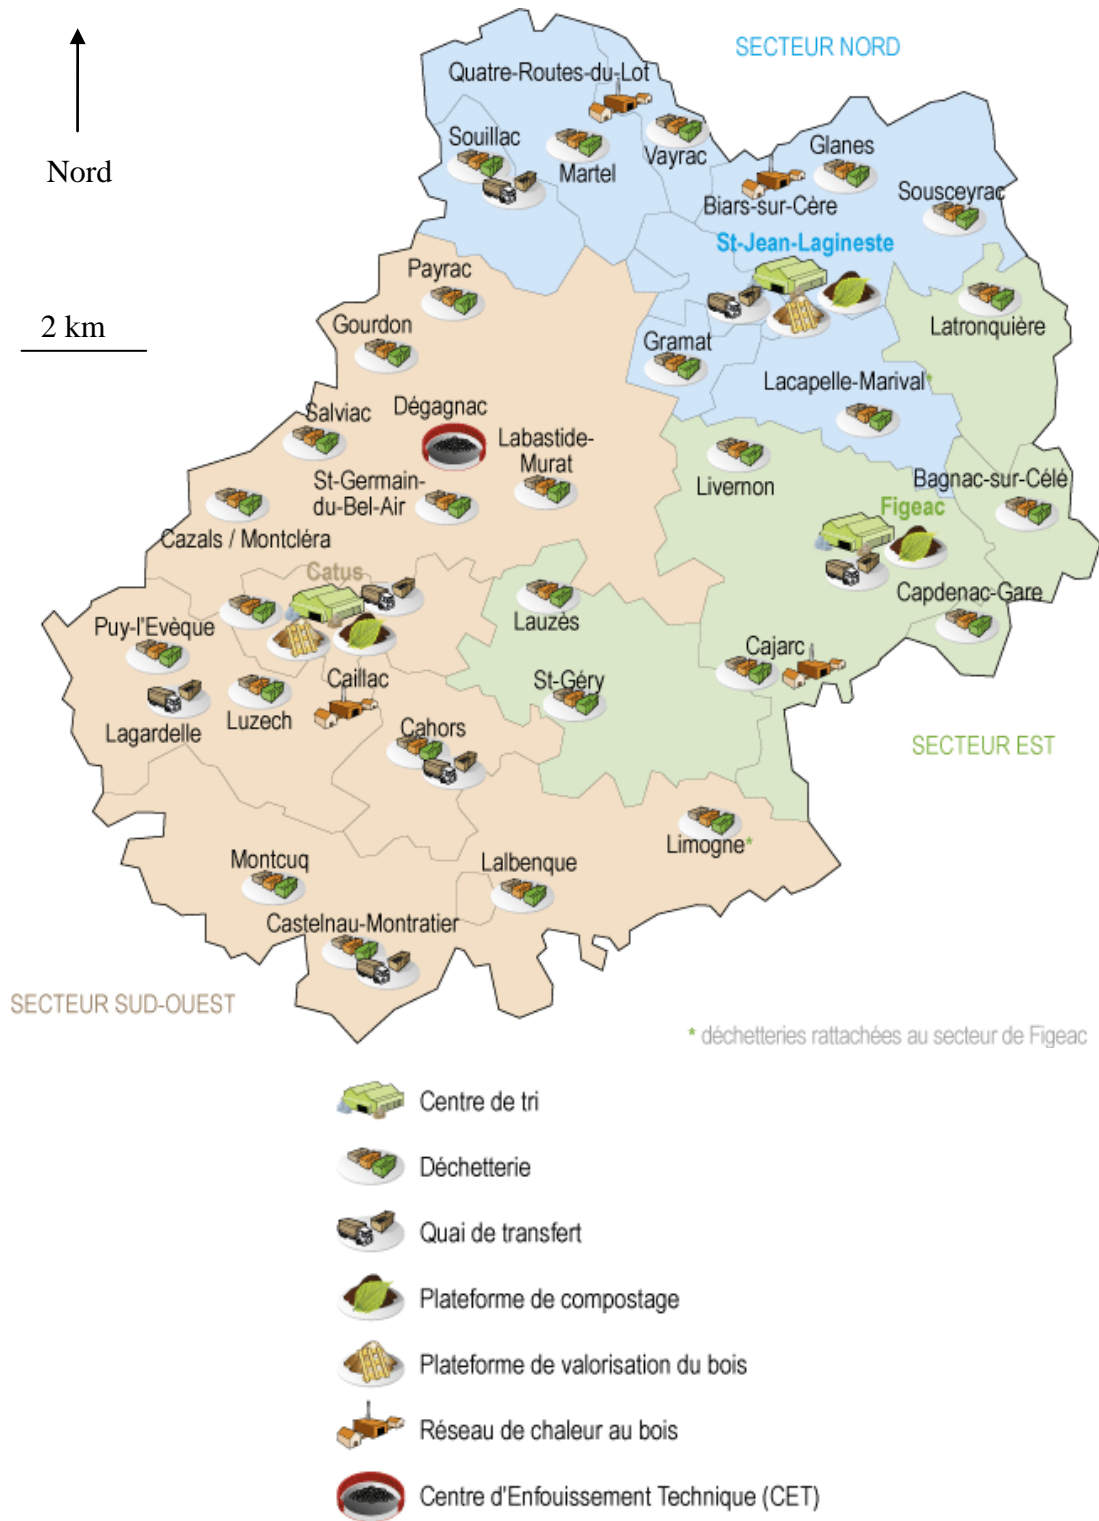 SECTEUR NORD
Quatre-Routes-du-Lot
Nord
Souillac
Martel
Vayrac
Glanes
Biars-sur-Cère
Sousceyrac
St-Jean-Lagineste
Payrac
2 km
Gourdon
Gramat
Latronquière
Lacapelle-Marival*
Salviac
Dégagnac
Labastide-
Murat
St-Germain-
du-Bel-Air
Livernon
Bagnac-sur-Célé
Figeac
Cazals / Montcléra
Catus
Capdenac-Gare
Lauzès
Puy-l'Evèque
Cajarc
Caillac
St-Géry
Lagardelle
Luzech
Cahors
SECTEUR EST
Limogne*
Montcuq
Lalbenque
Castelnau-Montratier
SECTEUR SUD-OUEST
* déchetteries rattachées au secteur de Figeac
Centre de tri
Déchetterie
Quai de transfert
Plateforme de compostage
Plateforme de valorisation du bois
Réseau de chaleur au bois
Centre d'Enfouissement Technique (CET)